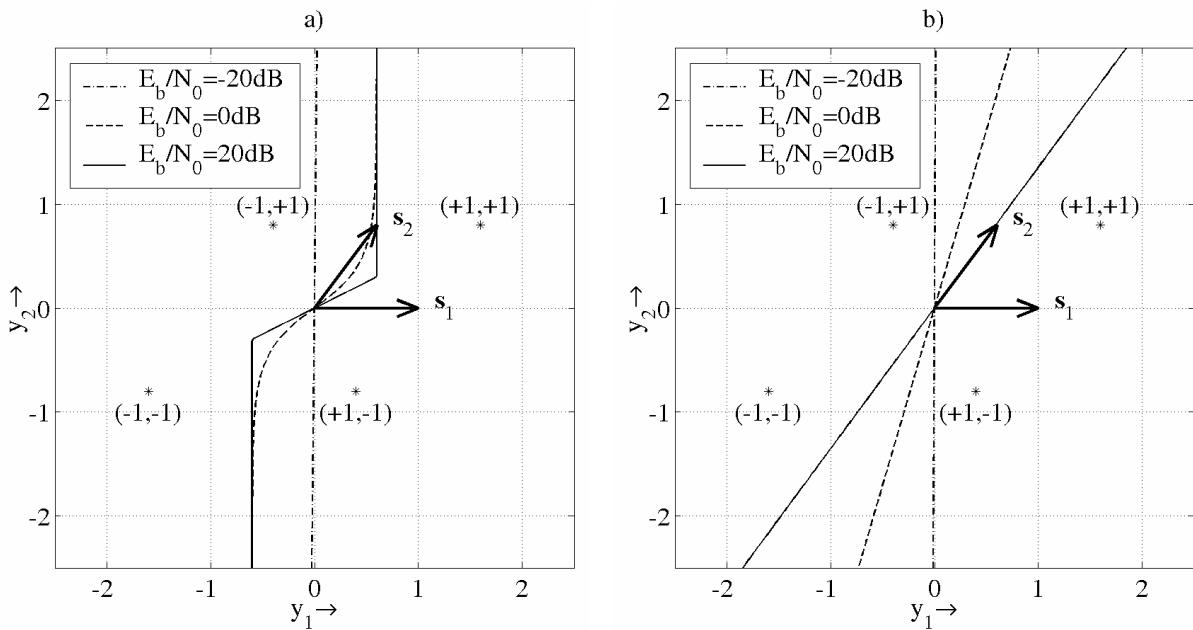 a)
E_b/N_0=-20dB
E_b/N_0=0dB
E_b/N_0=20dB
(-1,+1)
(+1,+1)
s_2
s_1
(-1,-1)
(+1,-1)
2
1
0
-1
-2
y_2→
-2
-1
0
1
2
y_1→
b)
E_b/N_0=-20dB
E_b/N_0=0dB
E_b/N_0=20dB
(-1,+1)
(+1,+1)
s_2
s_1
(-1,-1)
(+1,-1)
2
1
0
-1
-2
y_2→
-2
-1
0
1
2
y_1→